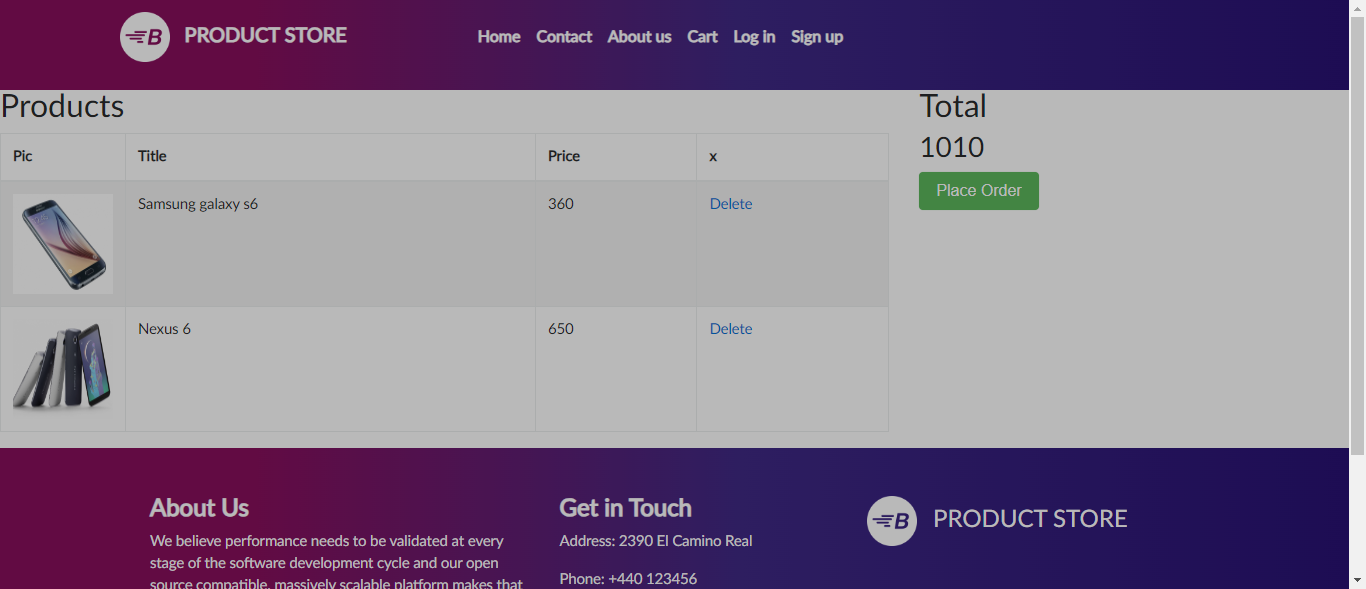 B PRODUCT STORE Home Contact About us Cart Log in Sign up
Products
Pic Title Price x
Samsung galaxy s6 360 Delete
Nexus 6 650 Delete
Total
1010
Place Order
About Us
We believe performance needs to be validated at every
stage of the software development cycle and our open
source compatible, massively scalable platform makes that
Get in Touch
Address: 2390 El Camino Real
Phone: +440 123456
B PRODUCT STORE